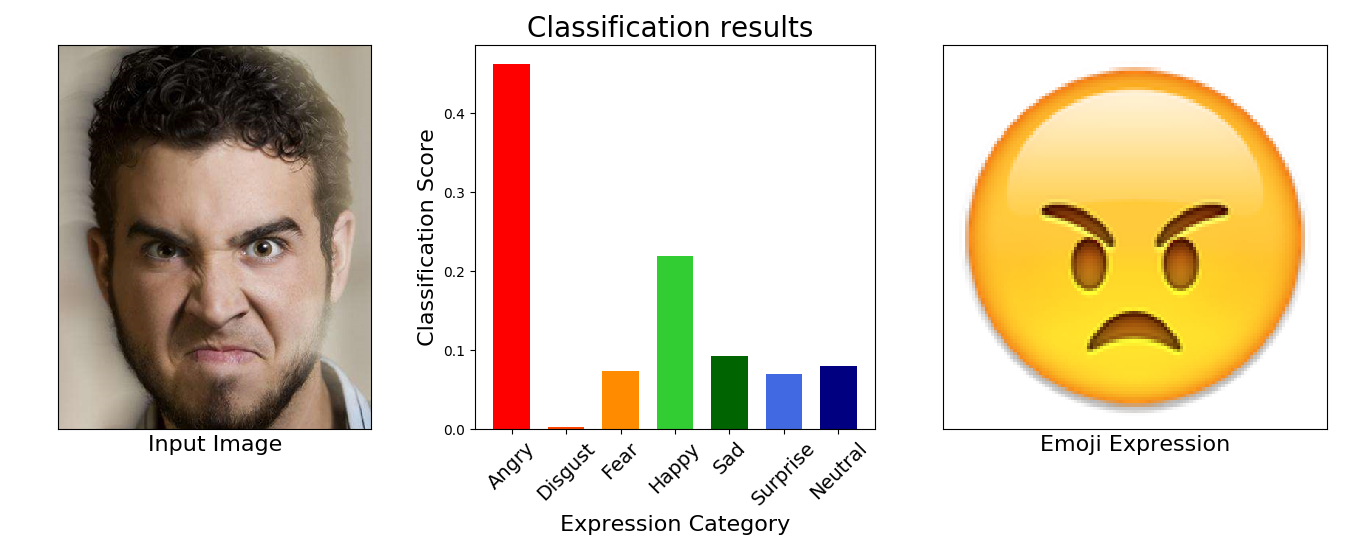 Classification results
Classification Score
0.4
0.3
0.2
0.1
0.0
Angry
Disgust
Fear
Happy
Sad
Surprise
Neutral
Expression Category
Input Image
Emoji Expression